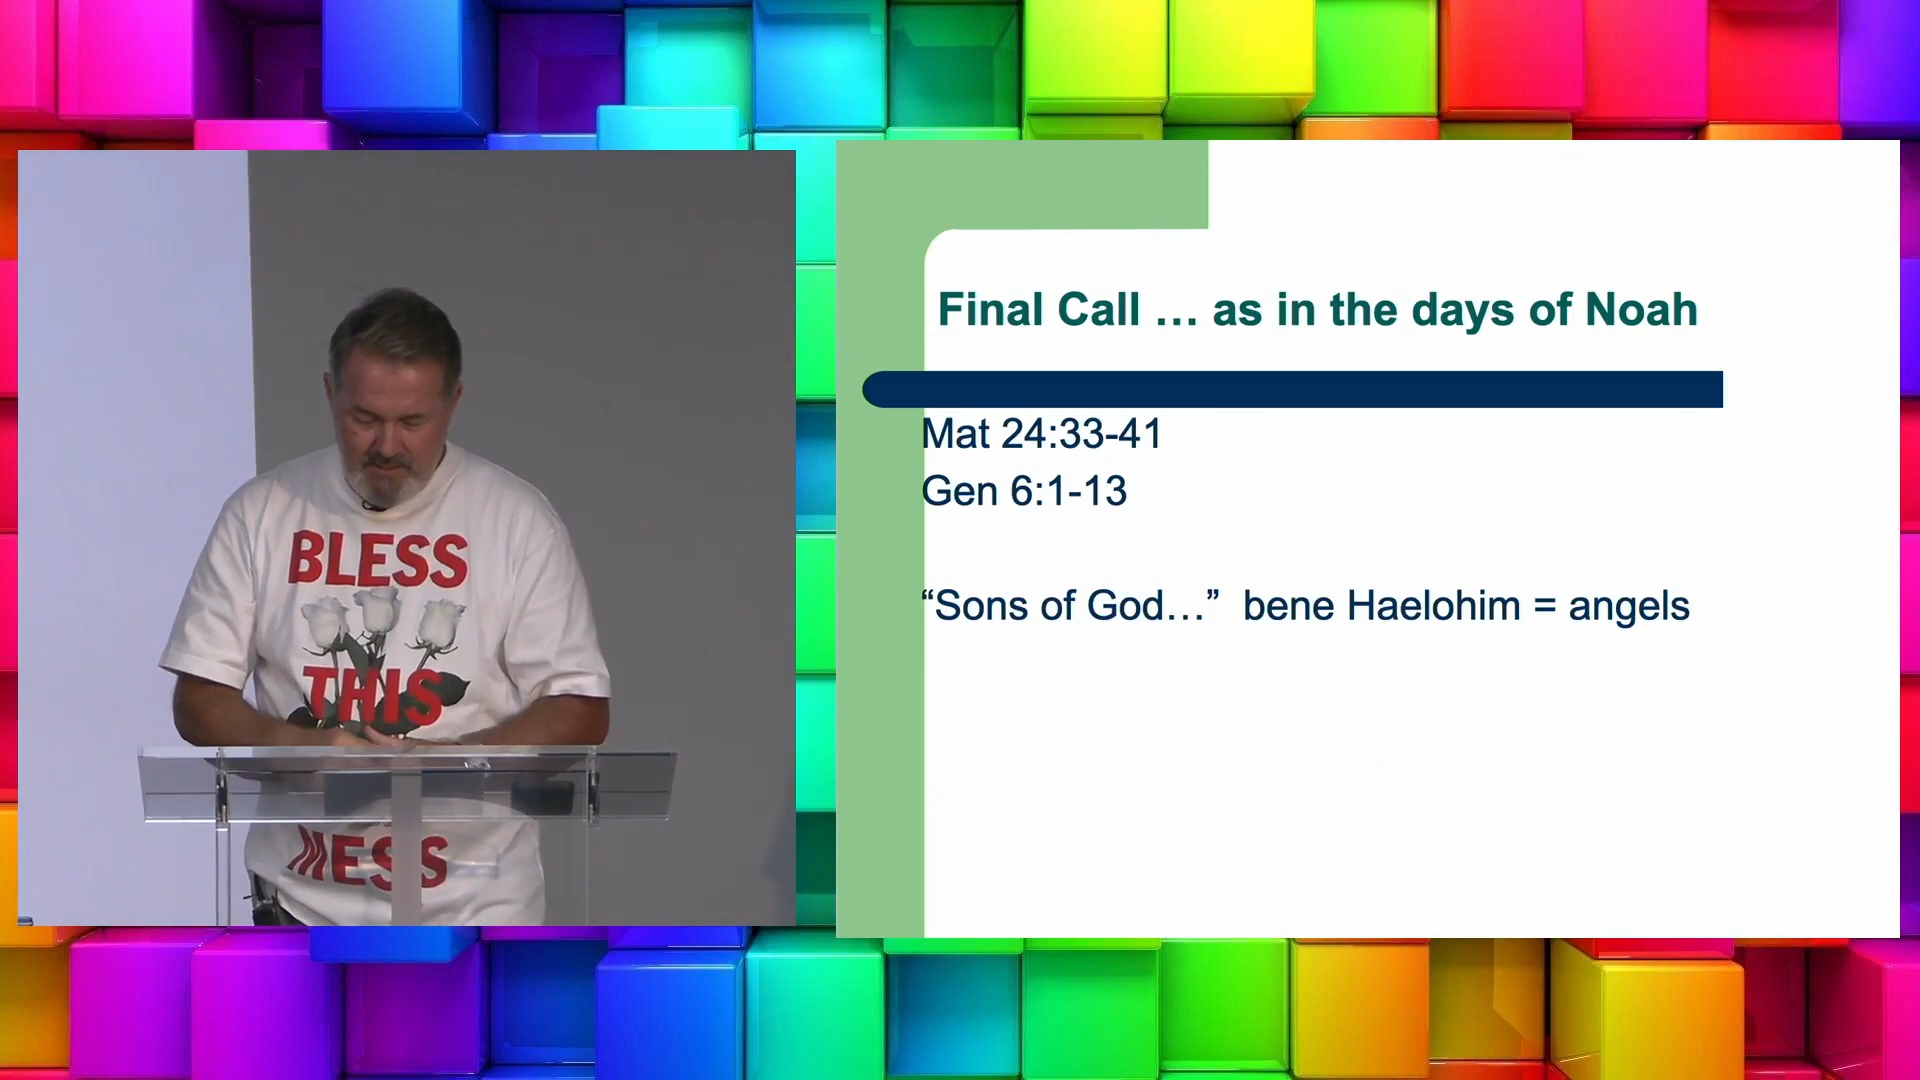 BLESS
THIS
MESS
Final Call … as in the days of Noah
Mat 24:33-41
Gen 6:1-13
“Sons of God…”  bene Haelohim = angels